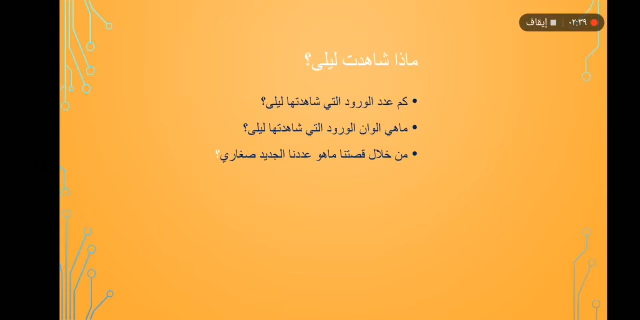 ٠٢:٣٩ إيقاف
ماذا شاهدت ليلى؟
• كم عدد الورود التي شاهدتها ليلى؟
• ماهي الوان الورود التي شاهدتها ليلى؟
• من خلال قصتنا ماهو عددنا الجديد صغاري؟